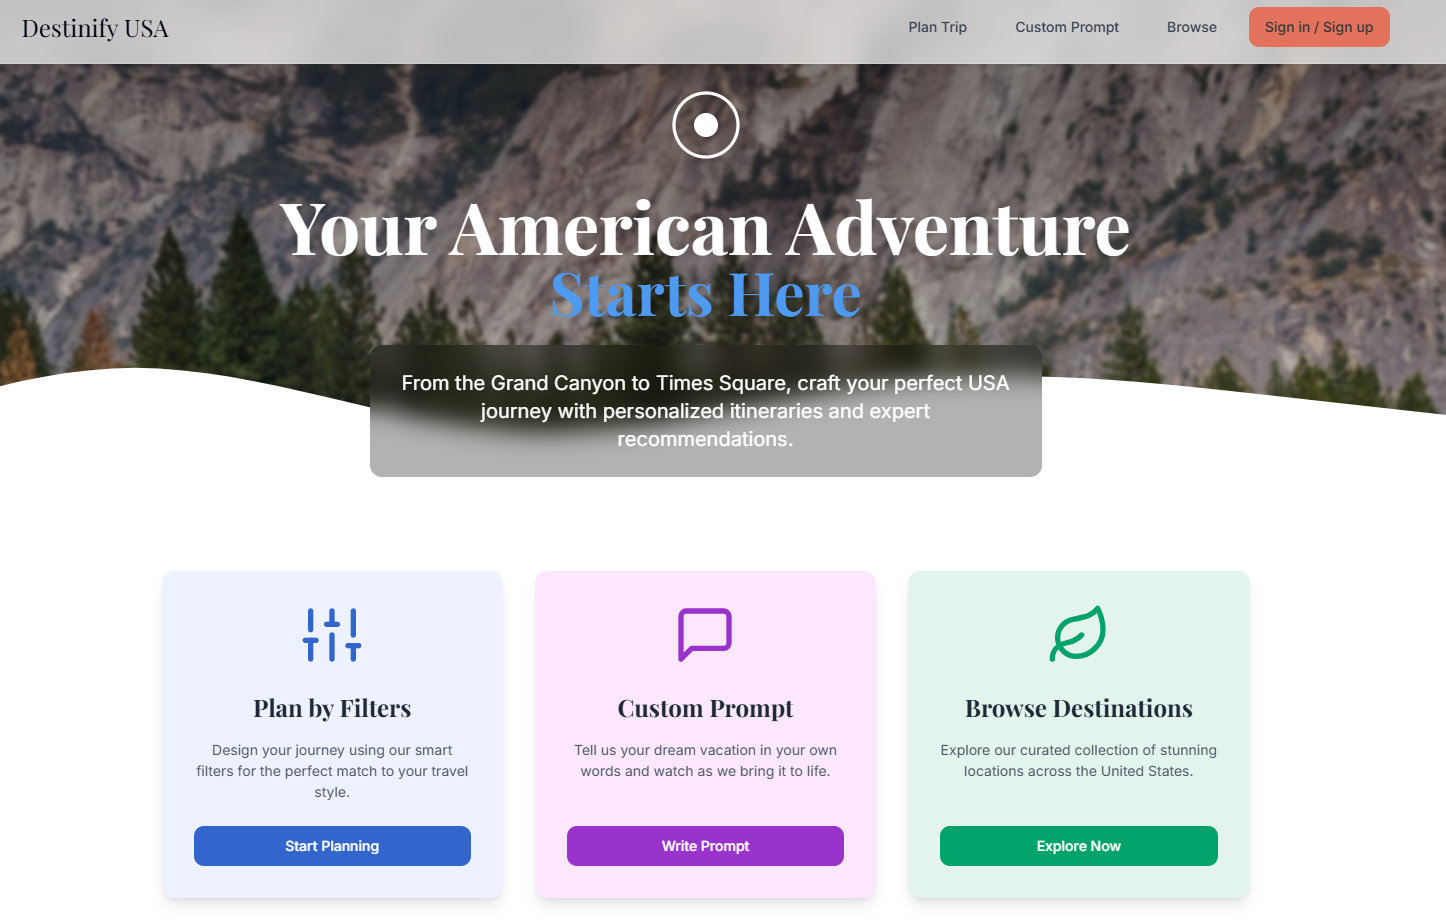 Destinify USA
Plan Trip
Custom Prompt
Browse
Sign in / Sign up
Your American Adventure
Starts Here
From the Grand Canyon to Times Square, craft your perfect USA
journey with personalized itineraries and expert
recommendations.
Plan by Filters
Design your journey using our smart
filters for the perfect match to your travel
style.
Start Planning
Custom Prompt
Tell us your dream vacation in your own
words and watch as we bring it to life.
Write Prompt
Browse Destinations
Explore our curated collection of stunning
locations across the United States.
Explore Now